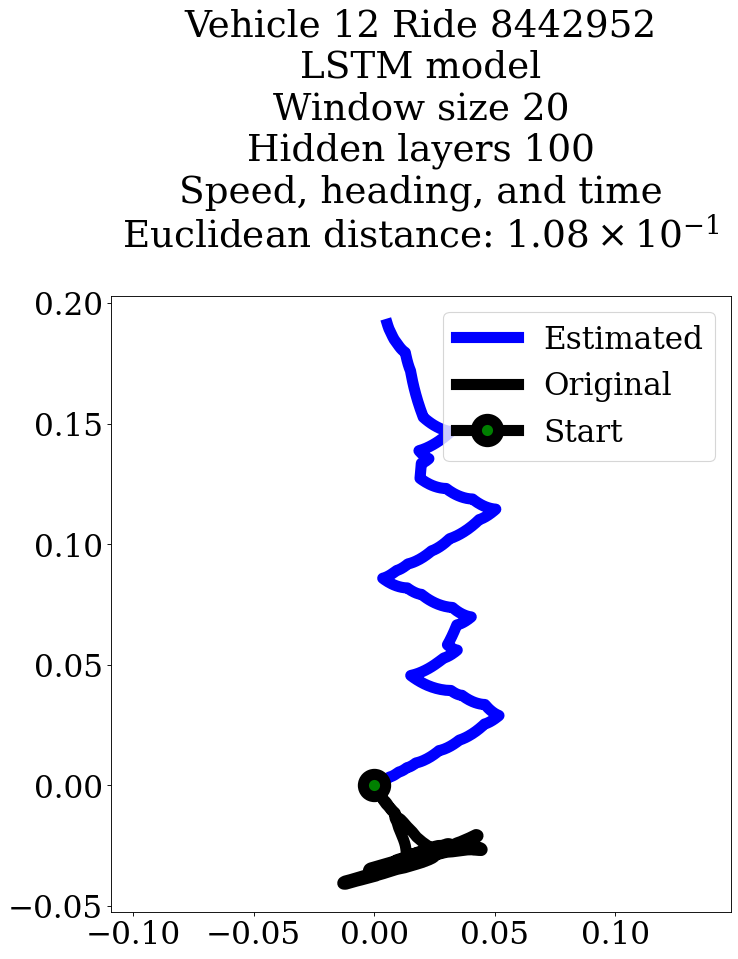 Vehicle 12 Ride 8442952
LSTM model
Window size 20
Hidden layers 100
Speed, heading, and time
Euclidean distance: 1.08 × 10⁻¹
0.20
Estimated
Original
Start
0.15
0.10
0.05
0.00
−0.05
−0.10 −0.05 0.00 0.05 0.10